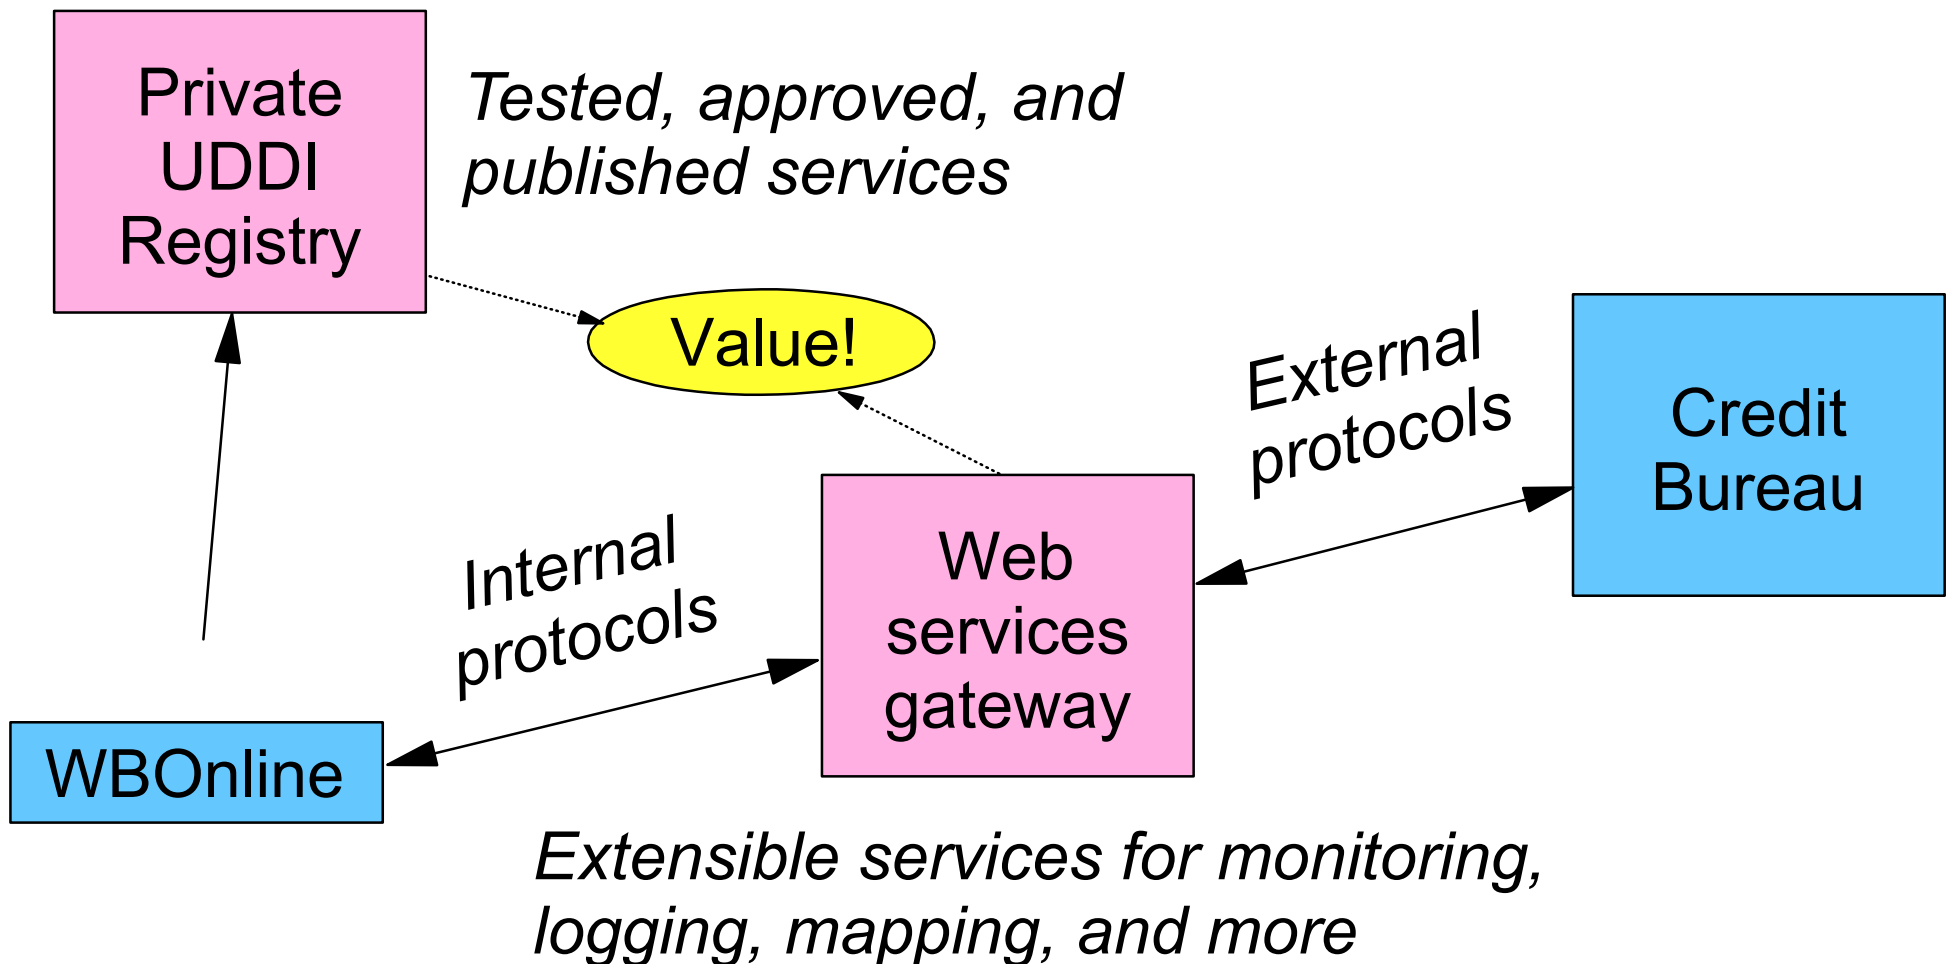 Private
UDDI
Registry
Tested, approved, and
published services
Value!
External
protocols
Credit
Bureau
Internal
protocols
Web
services
gateway
WBOnline
Extensible services for monitoring,
logging, mapping, and more